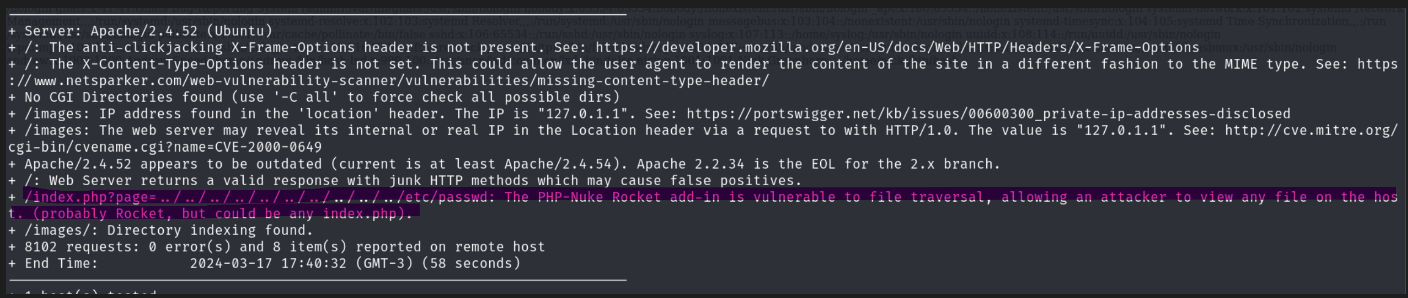 + Server: Apache/2.4.52 (Ubuntu)
+ /: The anti-clickjacking X-Frame-Options header is not present. See: https://developer.mozilla.org/en-US/docs/Web/HTTP/Headers/X-Frame-Options
+ /: The X-Content-Type-Options header is not set. This could allow the user agent to render the content of the site in a different fashion to the MIME type. See: https
://www.netsparker.com/web-vulnerability-scanner/vulnerabilities/missing-content-type-header/
+ No CGI Directories found (use '-C all' to force check all possible dirs)
+ /images: IP address found in the 'location' header. The IP is "127.0.1.1". See: https://portswigger.net/kb/issues/00600300_private-ip-addresses-disclosed
+ /images: The web server may reveal its internal or real IP in the Location header via a request to with HTTP/1.0. The value is "127.0.1.1". See: http://cve.mitre.org/
cgi-bin/cvename.cgi?name=CVE-2000-0649
+ Apache/2.4.52 appears to be outdated (current is at least Apache/2.4.54). Apache 2.2.34 is the EOL for the 2.x branch.
+ /: Web Server returns a valid response with junk HTTP methods which may cause false positives.
+ /index.php?page=../../../../../../../../../../etc/passwd: The PHP-Nuke Rocket add-in is vulnerable to file traversal, allowing an attacker to view any file on the hos
t. (probably Rocket, but could be any index.php).
+ /images/: Directory indexing found.
+ 8102 requests: 0 error(s) and 8 item(s) reported on remote host
+ End Time: 2024-03-17 17:40:32 (GMT-3) (58 seconds)